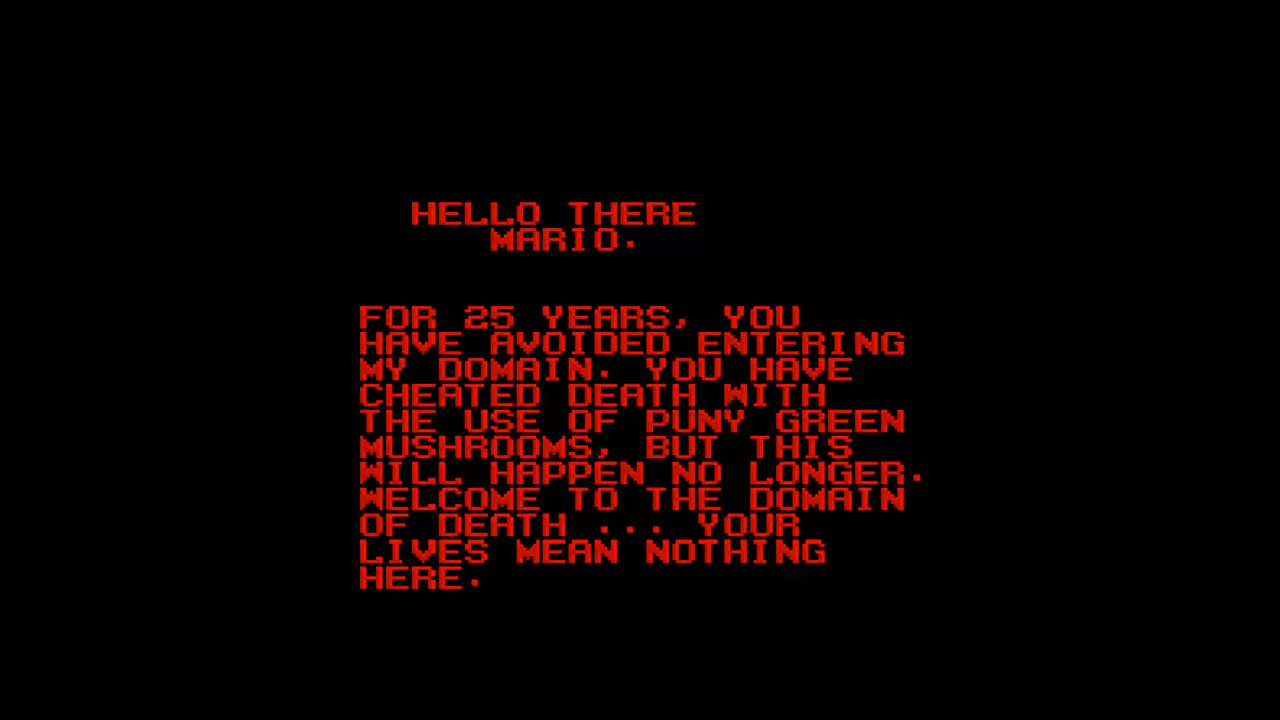 HELLO THERE
MARIO.
FOR 25 YEARS, YOU
HAVE AVOIDED ENTERING
MY DOMAIN. YOU HAVE
CHEATED DEATH WITH
THE USE OF PUNY GREEN
MUSHROOMS, BUT THIS
WILL HAPPEN NO LONGER.
WELCOME TO THE DOMAIN
OF DEATH ... YOUR
LIVES MEAN NOTHING
HERE.